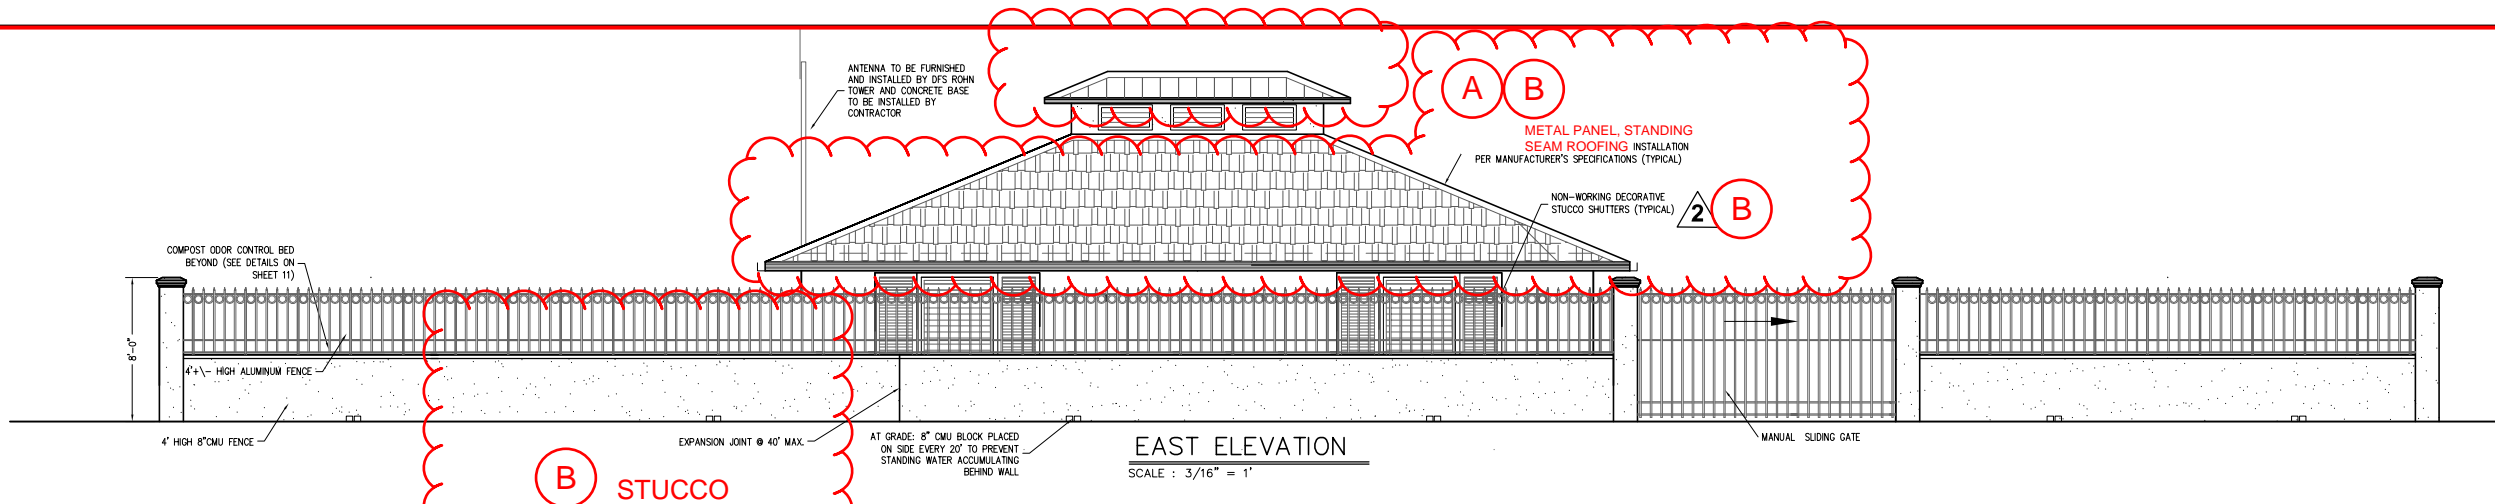 ANTENNA TO BE FURNISHED
AND INSTALLED BY DFS ROHN
TOWER AND CONCRETE BASE
TO BE INSTALLED BY
CONTRACTOR
A
B
METAL PANEL, STANDING
SEAM ROOFING INSTALLATION
PER MANUFACTURER'S SPECIFICATIONS (TYPICAL)
NON-WORKING DECORATIVE
STUCCO SHUTTERS (TYPICAL)
2
B
COMPOST ODOR CONTROL BED
BEYOND (SEE DETAILS ON
SHEET 11)
8'-0"
4'+\- HIGH ALUMINUM FENCE
4' HIGH 8"CMU FENCE
EXPANSION JOINT @ 40' MAX.
AT GRADE: 8" CMU BLOCK PLACED
ON SIDE EVERY 20' TO PREVENT
STANDING WATER ACCUMULATING
BEHIND WALL
MANUAL SLIDING GATE
EAST ELEVATION
SCALE : 3/16" = 1'
B
STUCCO